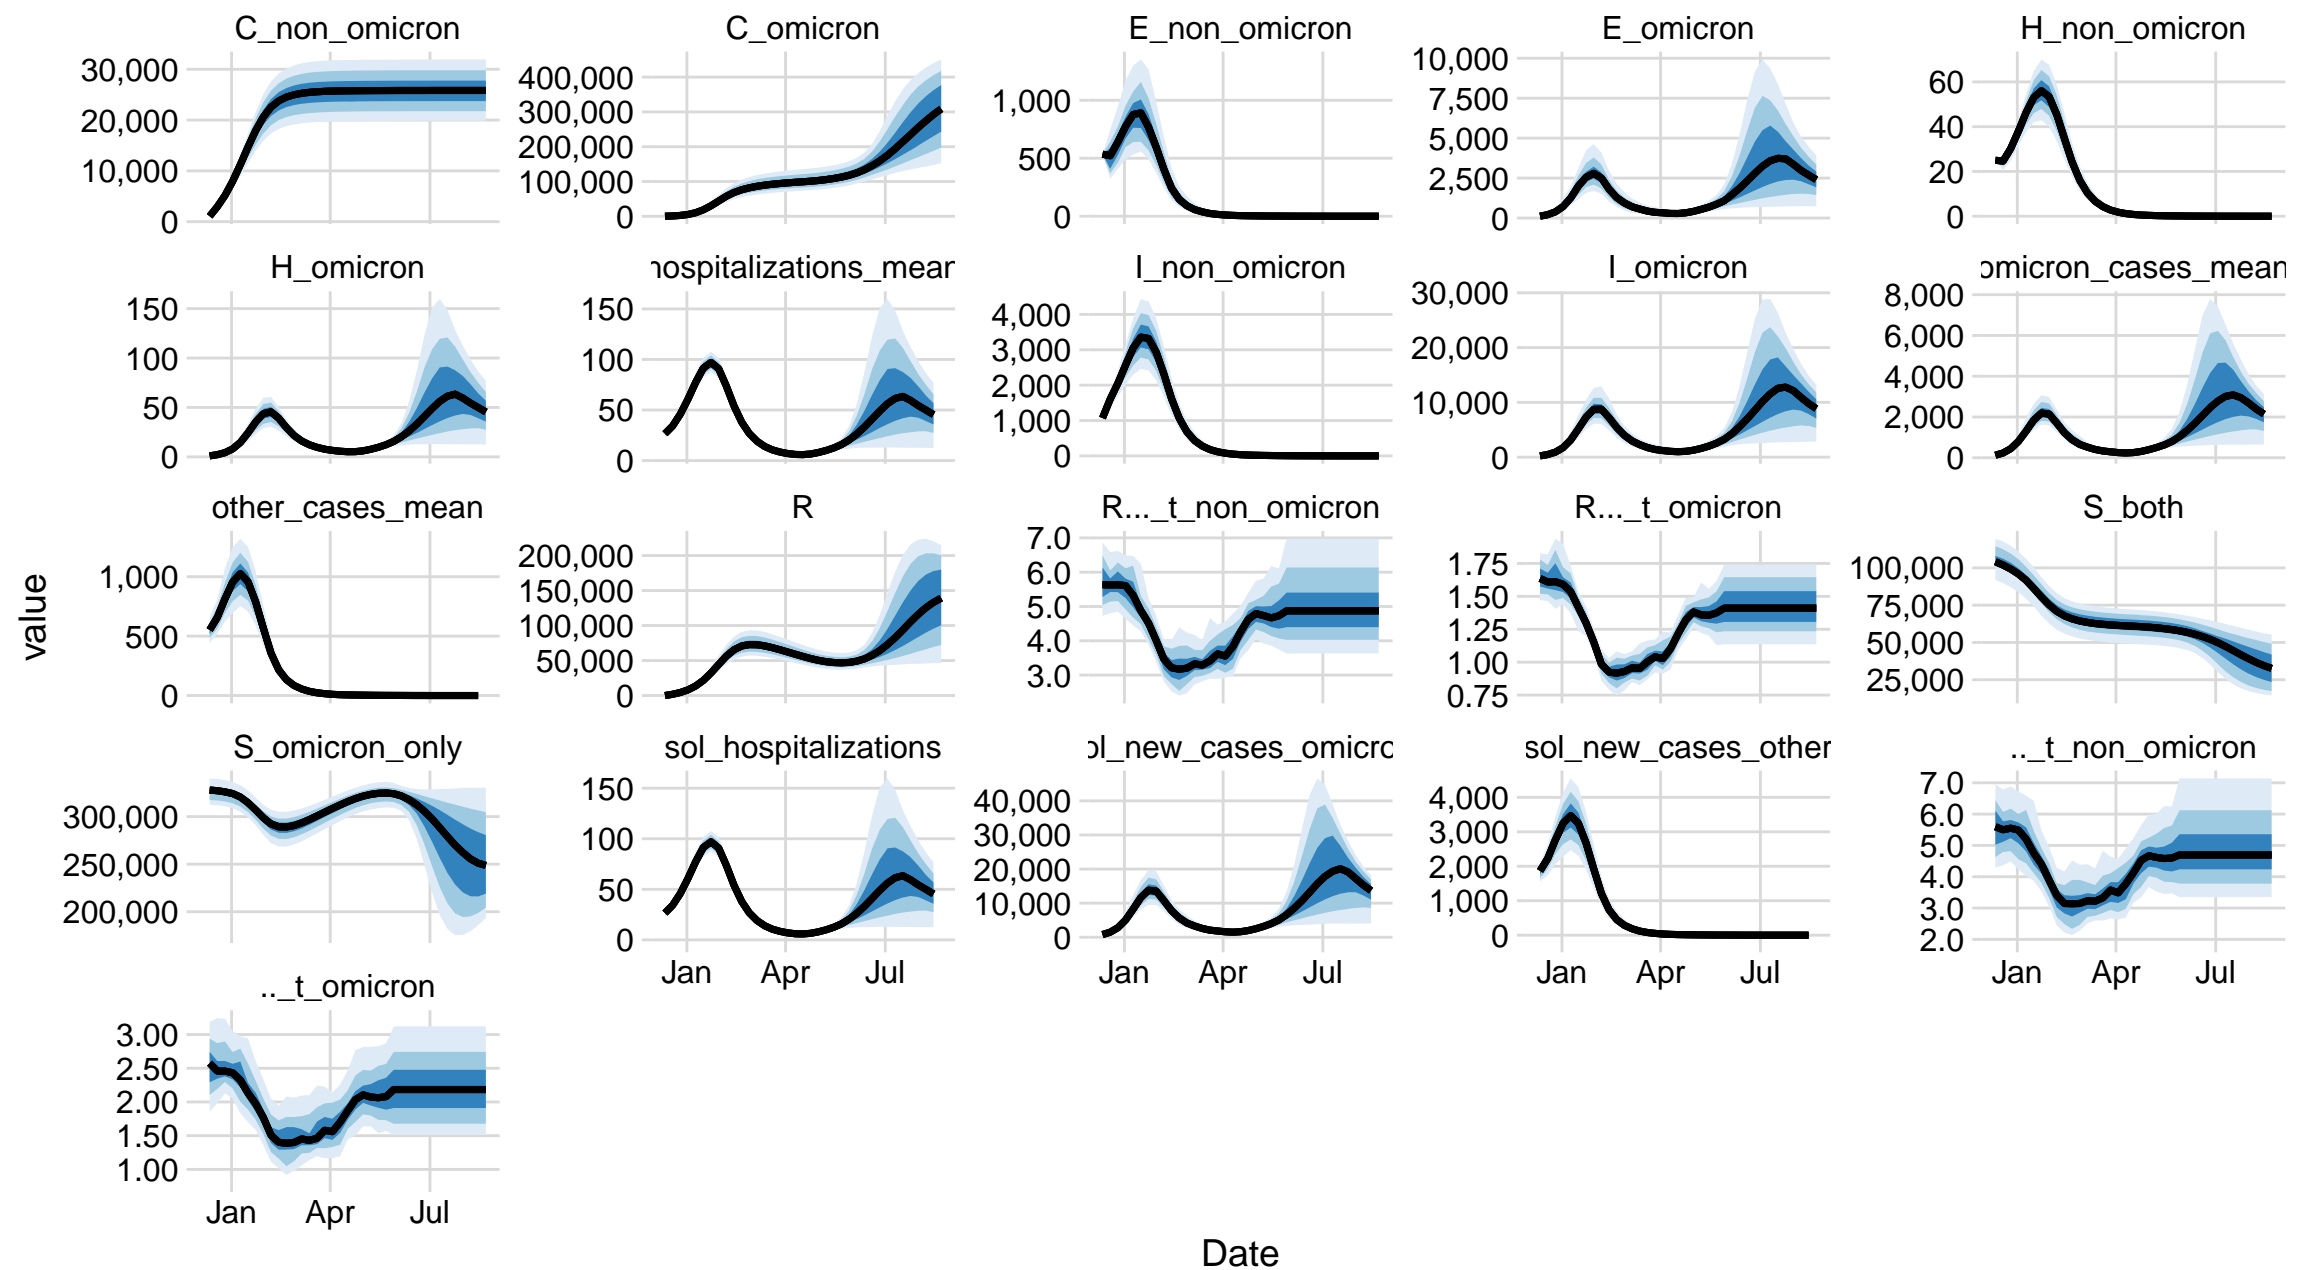 C_non_omicron C_omicron E_non_omicron E_omicron H_non_omicron
30,000 20,000 10,000 0
400,000 300,000 200,000 100,000 0
1,000 500 0
10,000 7,500 5,000 2,500 0
60 40 20 0
H_omicron hospitalizations_mean I_non_omicron I_omicron omicron_cases_mean
150 100 50 0
150 100 50 0
4,000 3,000 2,000 1,000 0
30,000 20,000 10,000 0
8,000 6,000 4,000 2,000 0
other_cases_mean R R..._t_non_omicron R..._t_omicron S_both
1,000 500 0
200,000 150,000 100,000 50,000 0
7.0 6.0 5.0 4.0 3.0
1.75 1.50 1.25 1.00 0.75
100,000 75,000 50,000 25,000
value
S_omicron_only sol_hospitalizations ol_new_cases_omicro sol_new_cases_other .._t_non_omicron
300,000 250,000 200,000
150 100 50 0
40,000 30,000 20,000 10,000 0
4,000 3,000 2,000 1,000 0
7.0 6.0 5.0 4.0 3.0 2.0
Jan Apr Jul Jan Apr Jul Jan Apr Jul Jan Apr Jul
.._t_omicron
3.00 2.50 2.00 1.50 1.00
Jan Apr Jul
Date